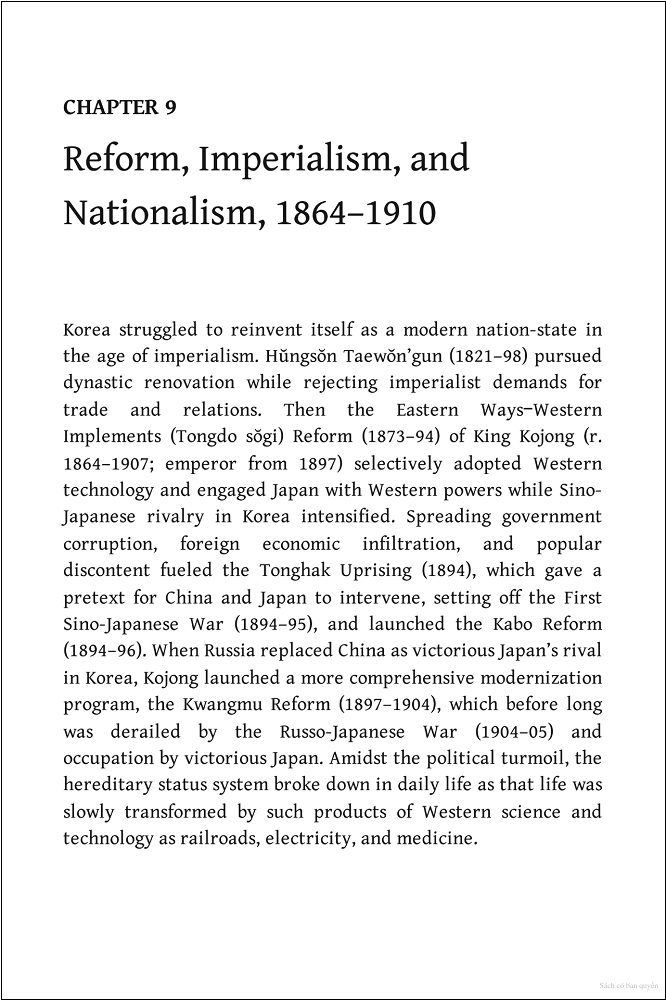 CHAPTER 9
Reform, Imperialism, and
Nationalism, 1864–1910
Korea struggled to reinvent itself as a modern nation-state in
the age of imperialism. Hŭngsŏn Taewŏn’gun (1821–98) pursued
dynastic renovation while rejecting imperialist demands for
trade and relations. Then the Eastern Ways–Western
Implements (Tongdo sŏgi) Reform (1873–94) of King Kojong (r.
1864–1907; emperor from 1897) selectively adopted Western
technology and engaged Japan with Western powers while Sino-
Japanese rivalry in Korea intensified. Spreading government
corruption, foreign economic infiltration, and popular
discontent fueled the Tonghak Uprising (1894), which gave a
pretext for China and Japan to intervene, setting off the First
Sino-Japanese War (1894–95), and launched the Kabo Reform
(1894–96). When Russia replaced China as victorious Japan’s rival
in Korea, Kojong launched a more comprehensive modernization
program, the Kwangmu Reform (1897–1904), which before long
was derailed by the Russo-Japanese War (1904–05) and
occupation by victorious Japan. Amidst the political turmoil, the
hereditary status system broke down in daily life as that life was
slowly transformed by such products of Western science and
technology as railroads, electricity, and medicine.
Sách có bản quyền